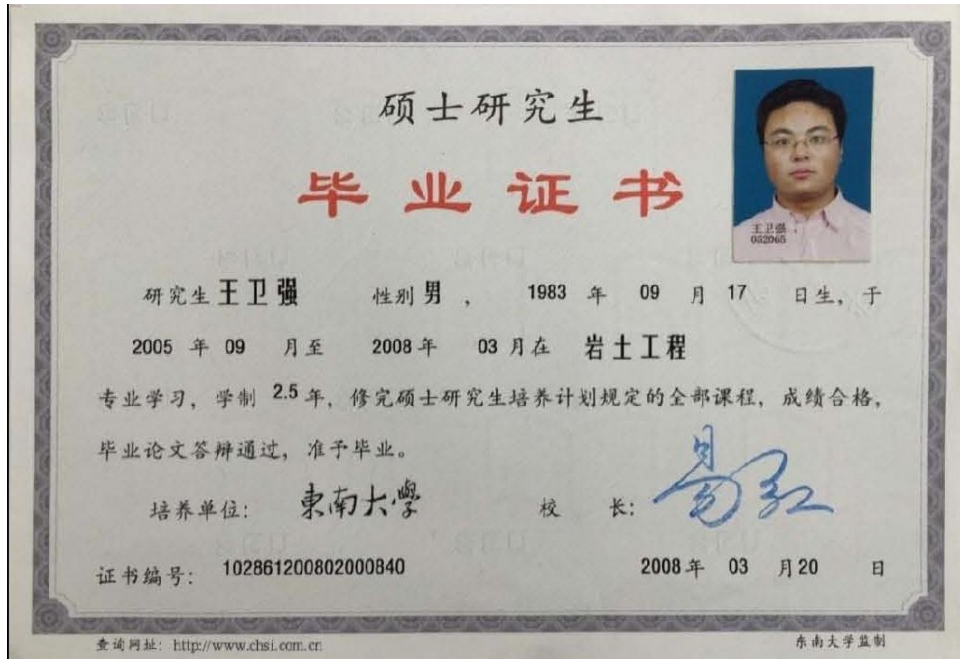 硕士研究生
毕业证书
王卫强
052065
研究生 王卫强 性别 男 , 1983 年 09 月 17 日生, 于
2005 年 09 月至 2008 年 03 月在 岩土工程
专业学习, 学制 2.5 年, 修完硕士研究生培养计划规定的全部课程, 成绩合格,
毕业论文答辩通过, 准予毕业。
培养单位: 東南大學 校 长: 易红
证书编号: 102861200802000840 2008 年 03 月 20 日
查询网址: http://www.chsi.com.cn 东南大学监制